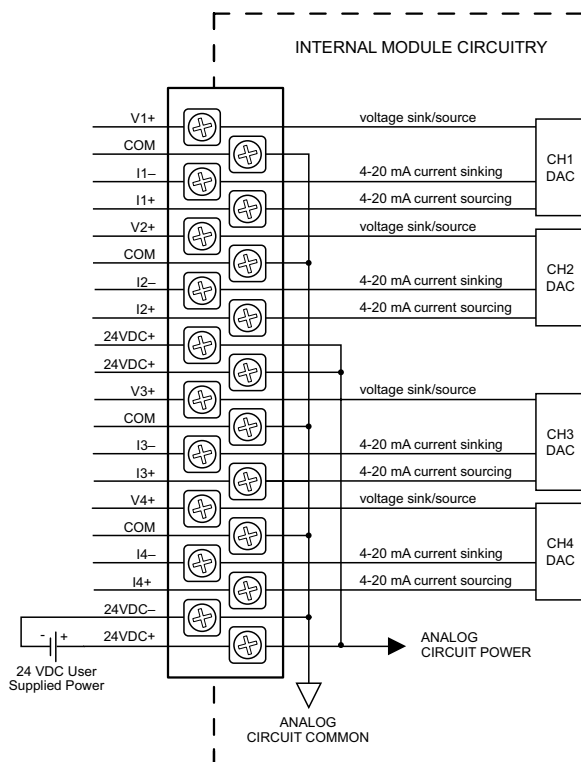 INTERNAL MODULE CIRCUITRY
V1+
voltage sink/source
COM
I1–
4-20 mA current sinking
CH1
DAC
I1+
4-20 mA current sourcing
V2+
voltage sink/source
COM
I2–
4-20 mA current sinking
CH2
DAC
I2+
4-20 mA current sourcing
24VDC+
24VDC+
V3+
voltage sink/source
COM
I3–
4-20 mA current sinking
CH3
DAC
I3+
4-20 mA current sourcing
V4+
voltage sink/source
COM
I4–
4-20 mA current sinking
CH4
DAC
I4+
4-20 mA current sourcing
24VDC–
- +
24VDC+
24 VDC User
Supplied Power
ANALOG
CIRCUIT POWER
ANALOG
CIRCUIT COMMON